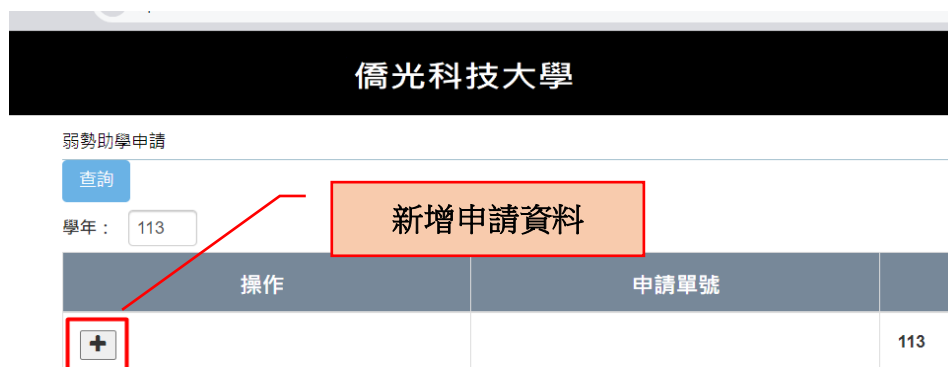 僑光科技大學
弱勢助學申請
查詢
學年： 113
新增申請資料
操作 申請單號
113